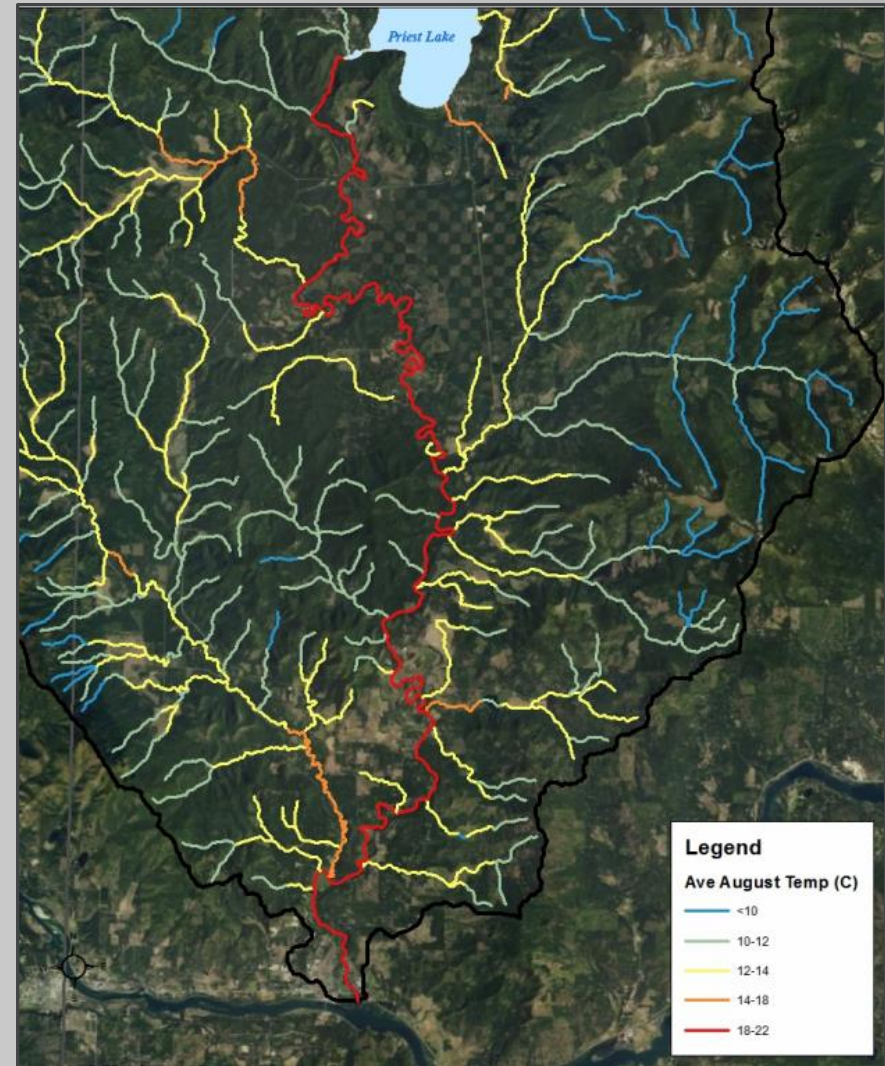 Priest Lake
Legend
Ave August Temp (C)
<10
10-12
12-14
14-18
18-22
N
E
S